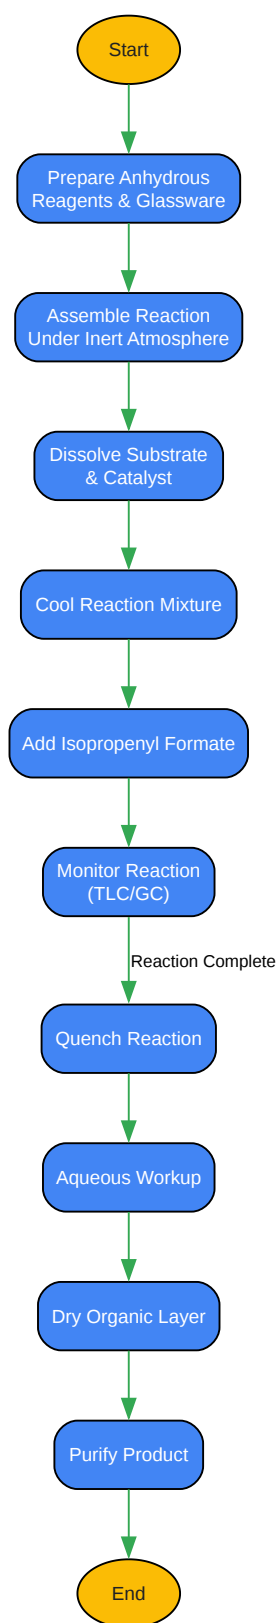 Start
Prepare Anhydrous
Reagents & Glassware
Assemble Reaction
Under Inert Atmosphere
Dissolve Substrate
& Catalyst
Cool Reaction Mixture
Add Isopropenyl Formate
Monitor Reaction
(TLC/GC)
Reaction Complete
Quench Reaction
Aqueous Workup
Dry Organic Layer
Purify Product
End